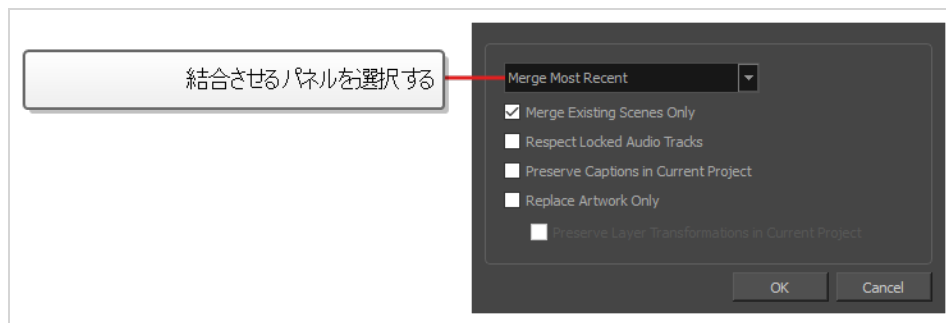 結合させるパネルを選択する
Merge Most Recent
Merge Existing Scenes Only
Respect Locked Audio Tracks
Preserve Captions in Current Project
Replace Artwork Only
Preserve Layer Transformations in Current Project
OK Cancel